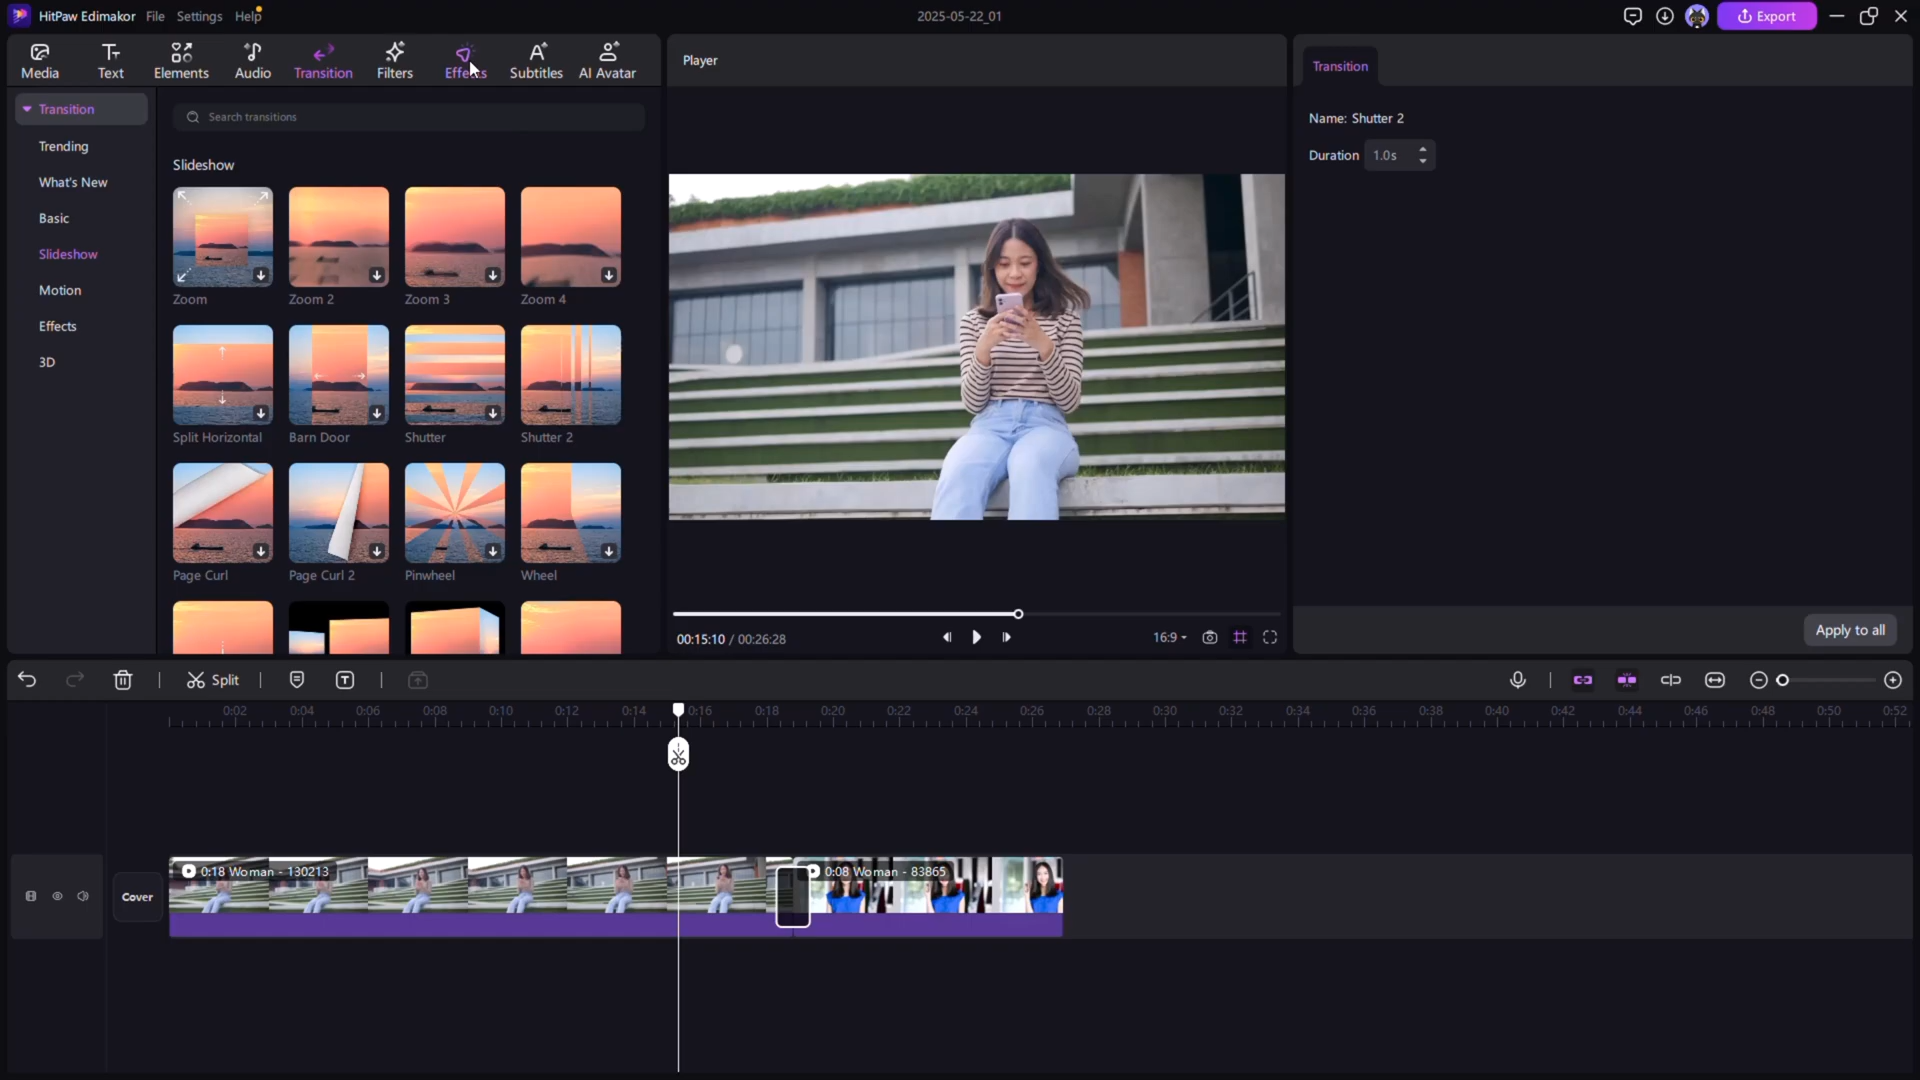 HitPaw Edimakor File Settings Help 2025-05-22_01 Export
Media Text Elements Audio Transition Filters Effects Subtitles AI Avatar
Player
Transition
Transition
Trending
What's New
Basic
Slideshow
Motion
Effects
3D
Search transitions
Slideshow
Zoom Zoom 2 Zoom 3 Zoom 4
Split Horizontal Barn Door Shutter Shutter 2
Page Curl Page Curl 2 Pinwheel Wheel
00:15:10 / 00:26:28 16:9
Name: Shutter 2
Duration 1.0s
Apply to all
Split
0:02 0:04 0:06 0:08 0:10 0:12 0:14 0:16 0:18 0:20 0:22 0:24 0:26 0:28 0:30 0:32 0:34 0:36 0:38 0:40 0:42 0:44 0:46 0:48 0:50 0:52
Cover
0:18 Woman - 130213 0:08 Woman - 83865